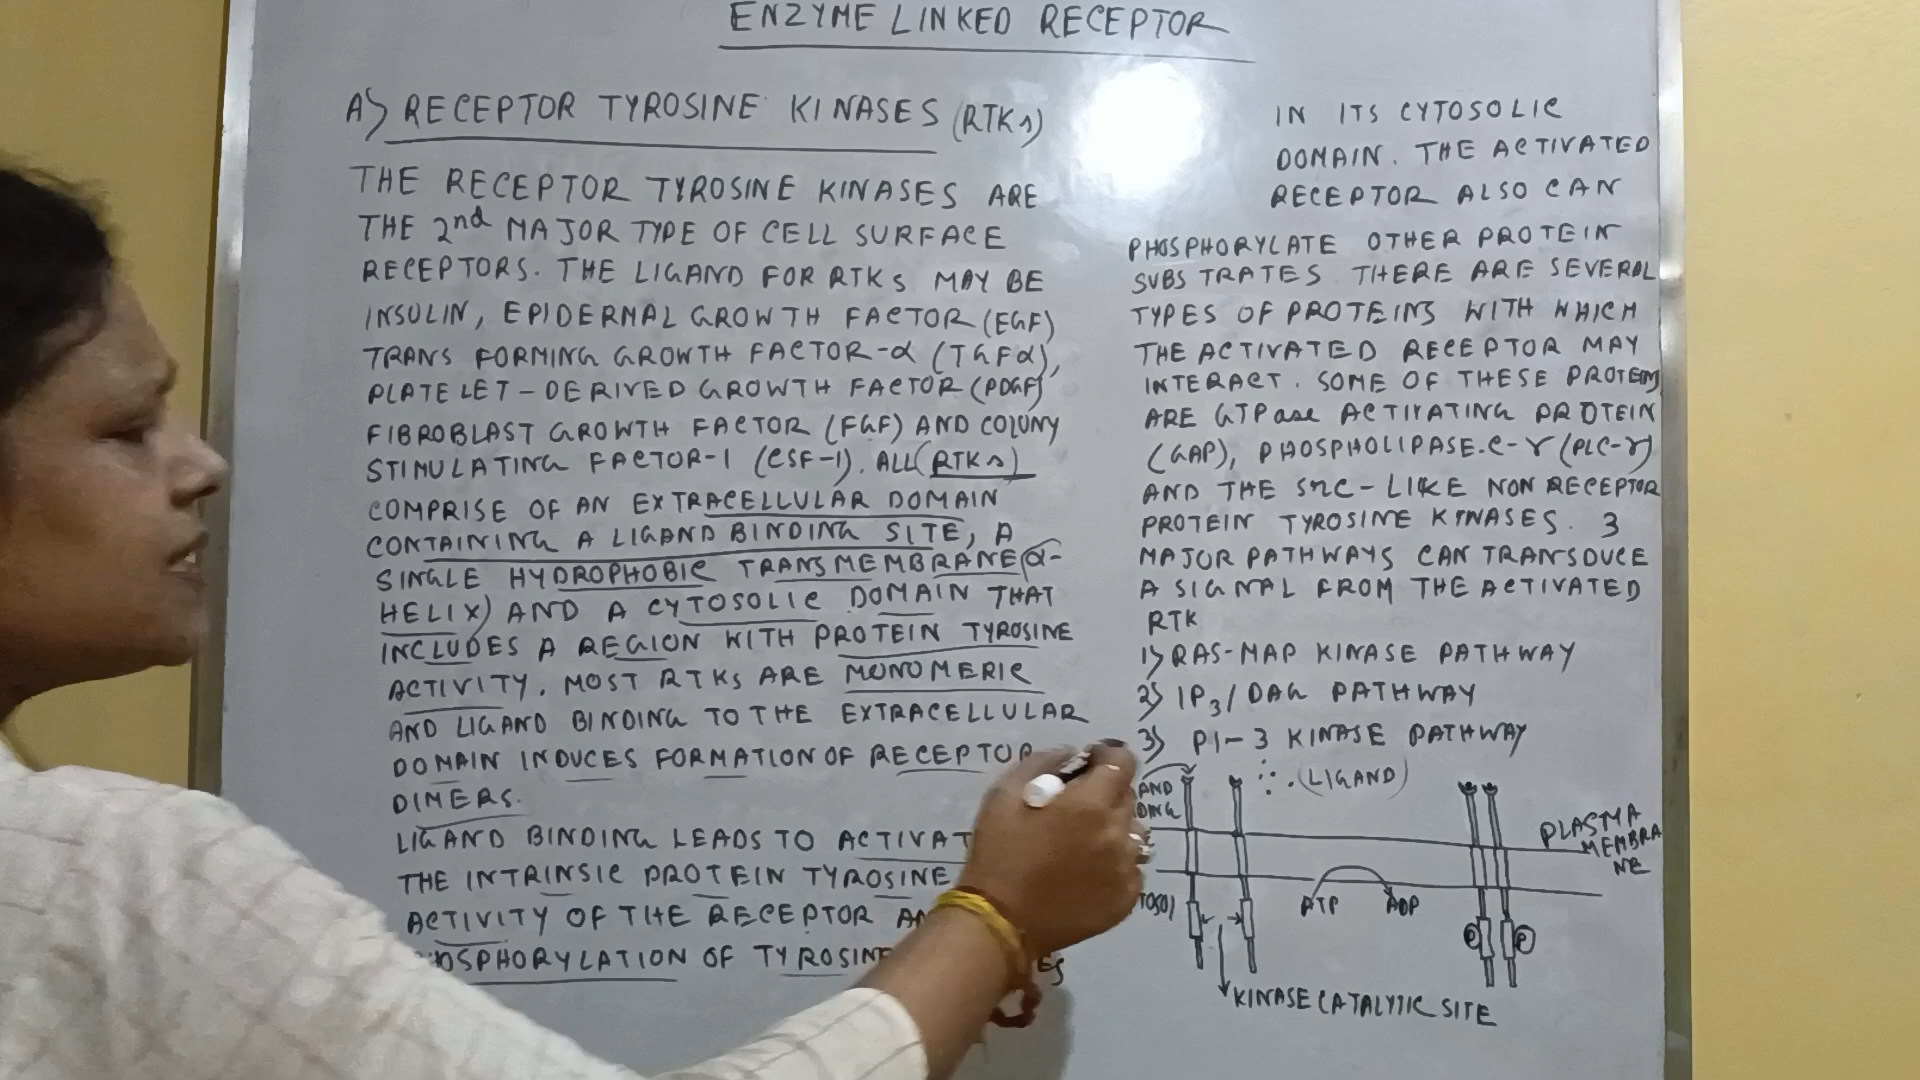 ENZYME LINKED RECEPTOR
A) RECEPTOR TYROSINE KINASES (RTKs)
THE RECEPTOR TYROSINE KINASES ARE
THE 2nd MAJOR TYPE OF CELL SURFACE
RECEPTORS. THE LIGAND FOR RTKs MAY BE
INSULIN, EPIDERMAL GROWTH FACTOR (EGF)
TRANS FORMING GROWTH FACTOR-α (TGFα),
PLATELET-DERIVED GROWTH FACTOR (PDGF)
FIBROBLAST GROWTH FACTOR (FGF) AND COLONY
STIMULATING FACTOR-1 (CSF-1). ALL (RTKs)
COMPRISE OF AN EXTRACELLULAR DOMAIN
CONTAINING A LIGAND BINDING SITE, A
SINGLE HYDROPHOBIC TRANSMEMBRANE (α-
HELIX) AND A CYTOSOLIC DOMAIN THAT
INCLUDES A REGION WITH PROTEIN TYROSINE
ACTIVITY. MOST RTKS ARE MONOMERIC
AND LIGAND BINDING TO THE EXTRACELLULAR
DOMAIN INDUCES FORMATION OF RECEPTOR
DIMERS.
LIGAND BINDING LEADS TO ACTIVAT
THE INTRINSIC PROTEIN TYROSINE
ACTIVITY OF THE RECEPTOR
OSPHORYLATION OF TYROSINE
IN ITS CYTOSOLIC
DOMAIN. THE ACTIVATED
RECEPTOR ALSO CAN
PHOSPHORYLATE OTHER PROTEIN
SUBSTRATES. THERE ARE SEVERAL
TYPES OF PROTEINS WITH WHICH
THE ACTIVATED RECEPTOR MAY
INTERACT. SOME OF THESE PROTEINS
ARE GTPase ACTIVATING PROTEIN
(GAP), PHOSPHOLIPASE.C-γ (PLC-γ)
AND THE SRC-LIKE NON RECEPTOR
PROTEIN TYROSINE KINASES. 3
MAJOR PATHWAYS CAN TRANSDUCE
A SIGNAL FROM THE ACTIVATED
RTK
1) RAS-MAP KINASE PATHWAY
2) IP3/DAG PATHWAY
3) PI-3 KINASE PATHWAY
(LIGAND)
AND
DING
PLASMA
MEMBRA
NE
TOSOL
ATP ADP
P P
KINASE CATALYTIC SITE